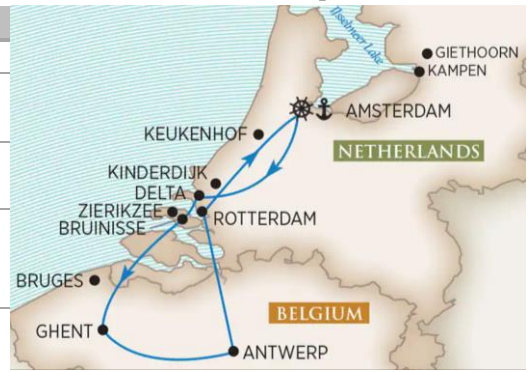 IJsselmeer Lake
GIETHOORN
KAMPEN
AMSTERDAM
KEUKENHOF
NETHERLANDS
KINDERDIJK
DELTA
ZIERIKZEE
ROTTERDAM
BRUINISSE
BRUGES
BELGIUM
GHENT
ANTWERP